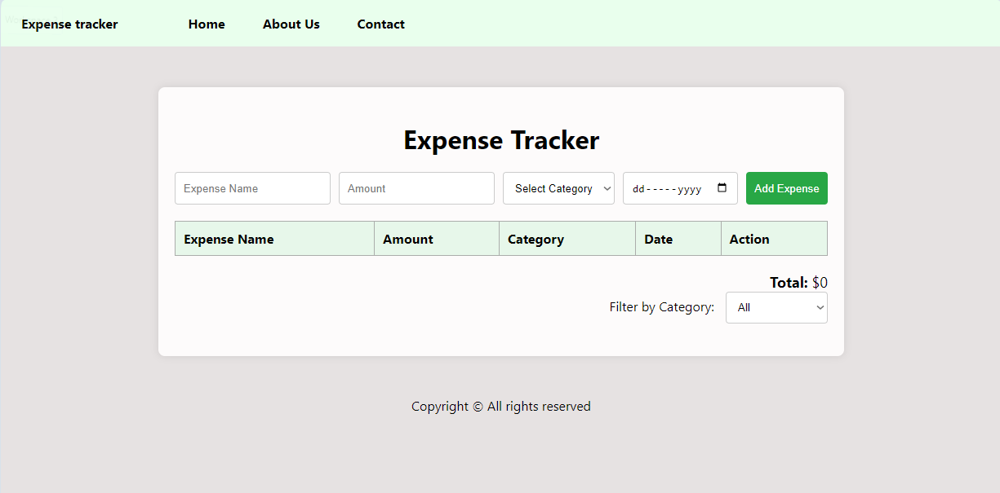 Expense tracker Home About Us Contact
Expense Tracker
Expense Name Amount Select Category dd-----yyyy Add Expense
Expense Name Amount Category Date Action
Total: $0
Filter by Category: All
Copyright © All rights reserved